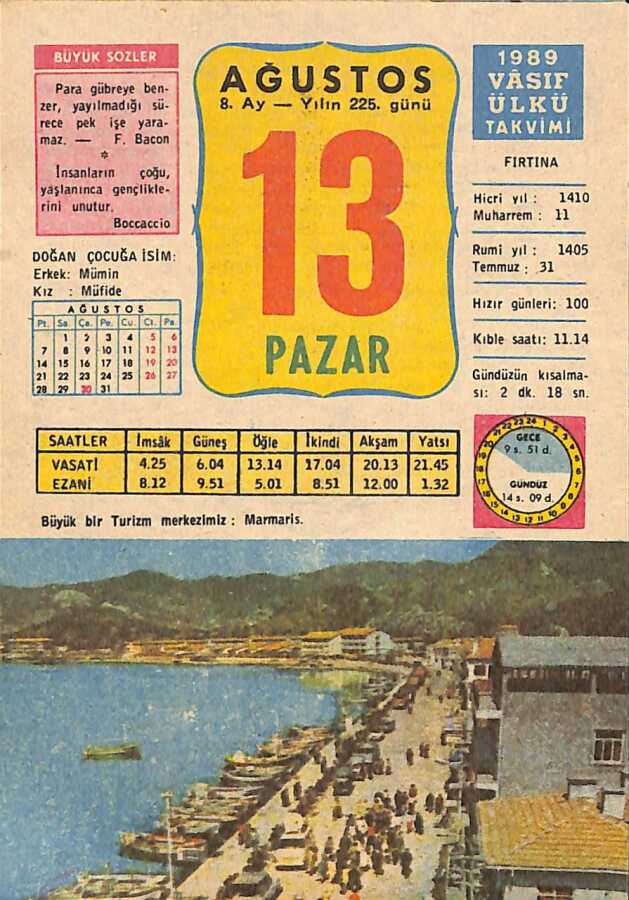 BÜYÜK SÖZLER
Para gübreye ben-
zer, yayılmadığı sü-
rece pek işe yara-
maz. — F. Bacon
İnsanların çoğu,
yaşlanınca gençlikle-
rini unutur.
Boccaccio
DOĞAN ÇOCUĞA İSİM:
Erkek: Mümin
Kız : Müfide
AĞUSTOS
Pt. Sa. Ça. Pe. Cu. Ct. Pa
1 2 3 4 5 6
7 8 9 10 11 12 13
14 15 16 17 18 19 20
21 22 23 24 25 26 27
28 29 30 31
AĞUSTOS
8. Ay — Yılın 225. günü
13
PAZAR
1989
VÂSIF
ÜLKÜ
TAKVİMİ
FIRTINA
Hicri yıl : 1410
Muharrem : 11
Rumi yıl : 1405
Temmuz : 31
Hızır günleri: 100
Kıble saati: 11.14
Gündüzün kısalma-
sı: 2 dk. 18 sn.
SAATLER İmsâk Güneş Öğle İkindi Akşam Yatsı
VASATİ 4.25 6.04 13.14 17.04 20.13 21.45
EZANİ 8.12 9.51 5.01 8.51 12.00 1.32
GECE
9 s. 51 d.
GÜNDÜZ
14 s. 09 d.
Büyük bir Turizm merkezimiz : Marmaris.